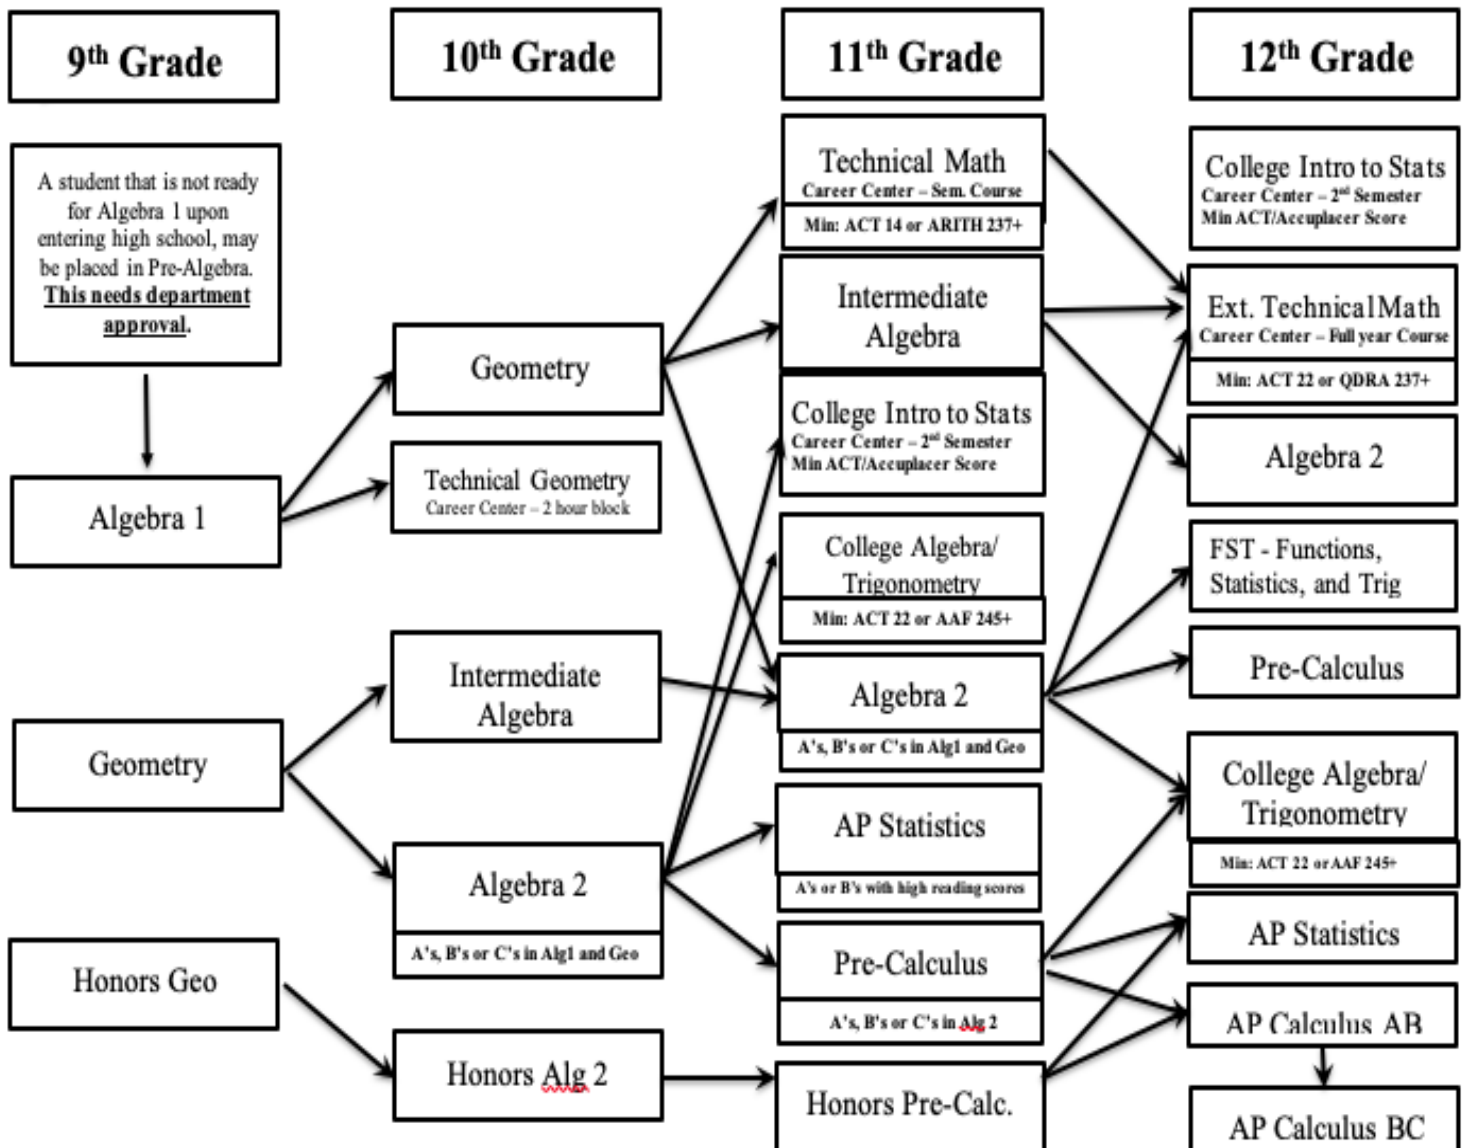 9th Grade
A student that is not ready
for Algebra 1 upon
entering high school, may
be placed in Pre-Algebra.
This needs department
approval.
Algebra 1
Geometry
Honors Geo
10th Grade
Geometry
Technical Geometry
Career Center – 2 hour block
Intermediate
Algebra
Algebra 2
A's, B's or C's in Alg1 and Geo
Honors Alg 2
11th Grade
Technical Math
Career Center – Sem. Course
Min: ACT 14 or ARITH 237+
Intermediate
Algebra
College Intro to Stats
Career Center – 2nd Semester
Min ACT/Accuplacer Score
College Algebra/
Trigonometry
Min: ACT 22 or AAF 245+
Algebra 2
A's, B's or C's in Alg1 and Geo
AP Statistics
A's or B's with high reading scores
Pre-Calculus
A's, B's or C's in Alg 2
Honors Pre-Calc.
12th Grade
College Intro to Stats
Career Center – 2nd Semester
Min ACT/Accuplacer Score
Ext. Technical Math
Career Center – Full year Course
Min: ACT 22 or QDRA 237+
Algebra 2
FST - Functions,
Statistics, and Trig
Pre-Calculus
College Algebra/
Trigonometry
Min: ACT 22 or AAF 245+
AP Statistics
AP Calculus AB
AP Calculus BC